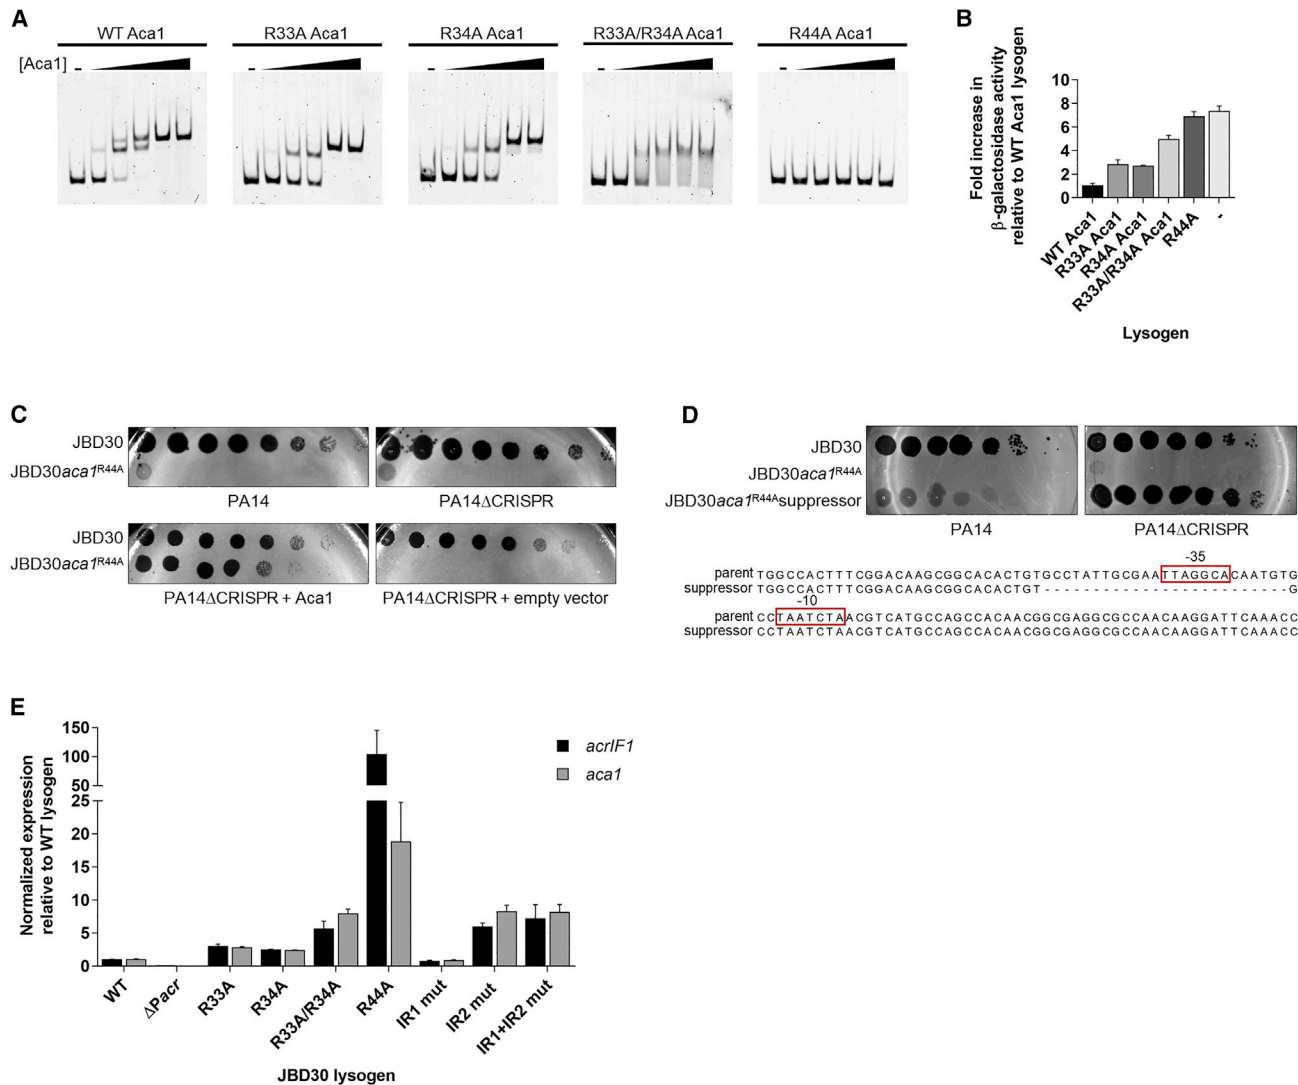 A
WT Aca1
R33A Aca1
R34A Aca1
R33A/R34A Aca1
R44A Aca1
[Aca1]
-
-
-
-
-
B
Fold increase in
β-galactosidase activity
relative to WT Aca1 lysogen
10
8
6
4
2
0
WT Aca1
R33A Aca1
R34A Aca1
R33A/R34A Aca1
R44A
-
Lysogen
C
JBD30
JBD30aca1R44A
PA14
PA14ΔCRISPR
JBD30
JBD30aca1R44A
PA14ΔCRISPR + Aca1
PA14ΔCRISPR + empty vector
D
JBD30
JBD30aca1R44A
JBD30aca1R44Asuppressor
PA14
PA14ΔCRISPR
-35
parent TGGCCACTTTCGGACAAGCGGCACACTGTGCCTATTGCGAATTAGGCACAATGTG
suppressor TGGCCACTTTCGGACAAGCGGCACACTGT-------------------------G
-10
parent CCTAATCTAACGTCATGCCAGCCACAACGGCGAGGCGCCAACAAGGATTCAAACC
suppressor CCTAATCTAACGTCATGCCAGCCACAACGGCGAGGCGCCAACAAGGATTCAAACC
E
Normalized expression
relative to WT lysogen
150
100
50
25
20
15
10
5
0
acrIF1
aca1
WT
ΔPacr
R33A
R34A
R33A/R34A
R44A
IR1 mut
IR2 mut
IR1+IR2 mut
JBD30 lysogen